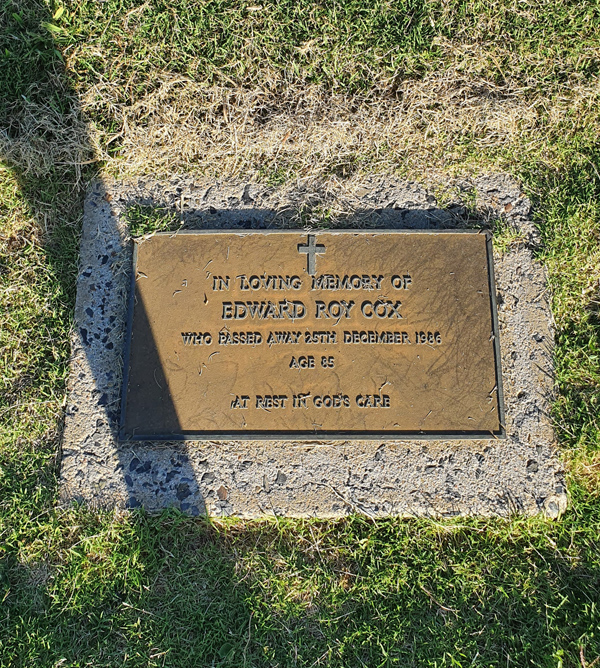 IN LOVING MEMORY OF
EDWARD ROY COX
WHO PASSED AWAY 25TH DECEMBER 1986
AGE 85
AT REST IN GOD'S CARE